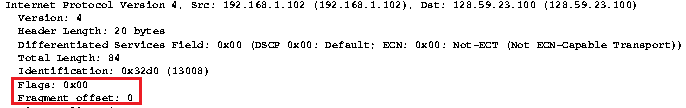 Internet Protocol Version 4, Src: 192.168.1.102 (192.168.1.102), Dst: 128.59.23.100 (128.59.23.100)
Version: 4
Header Length: 20 bytes
Differentiated Services Field: 0x00 (DSCP 0x00: Default; ECN: 0x00: Not-ECT (Not ECN-Capable Transport))
Total Length: 84
Identification: 0x32d0 (13008)
Flags: 0x00
Fragment offset: 0